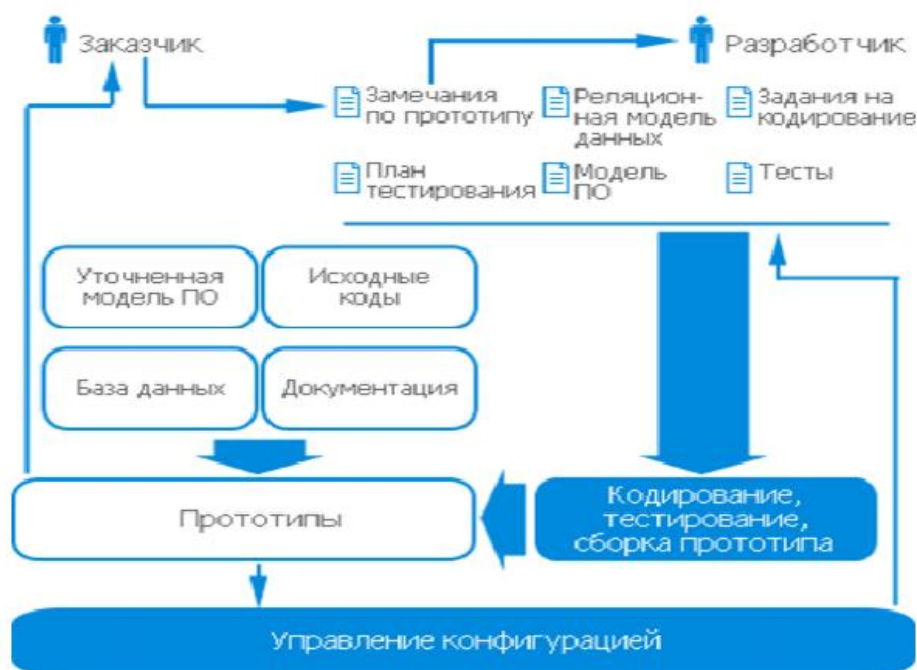 Заказчик
Разработчик
Замечания
по прототипу
Реляцион-
ная модель
данных
Задания на
кодирование
План
тестирования
Модель
ПО
Тесты
Уточненная
модель ПО
Исходные
коды
База данных
Документация
Прототипы
Кодирование,
тестирование,
сборка прототипа
Управление конфигурацией